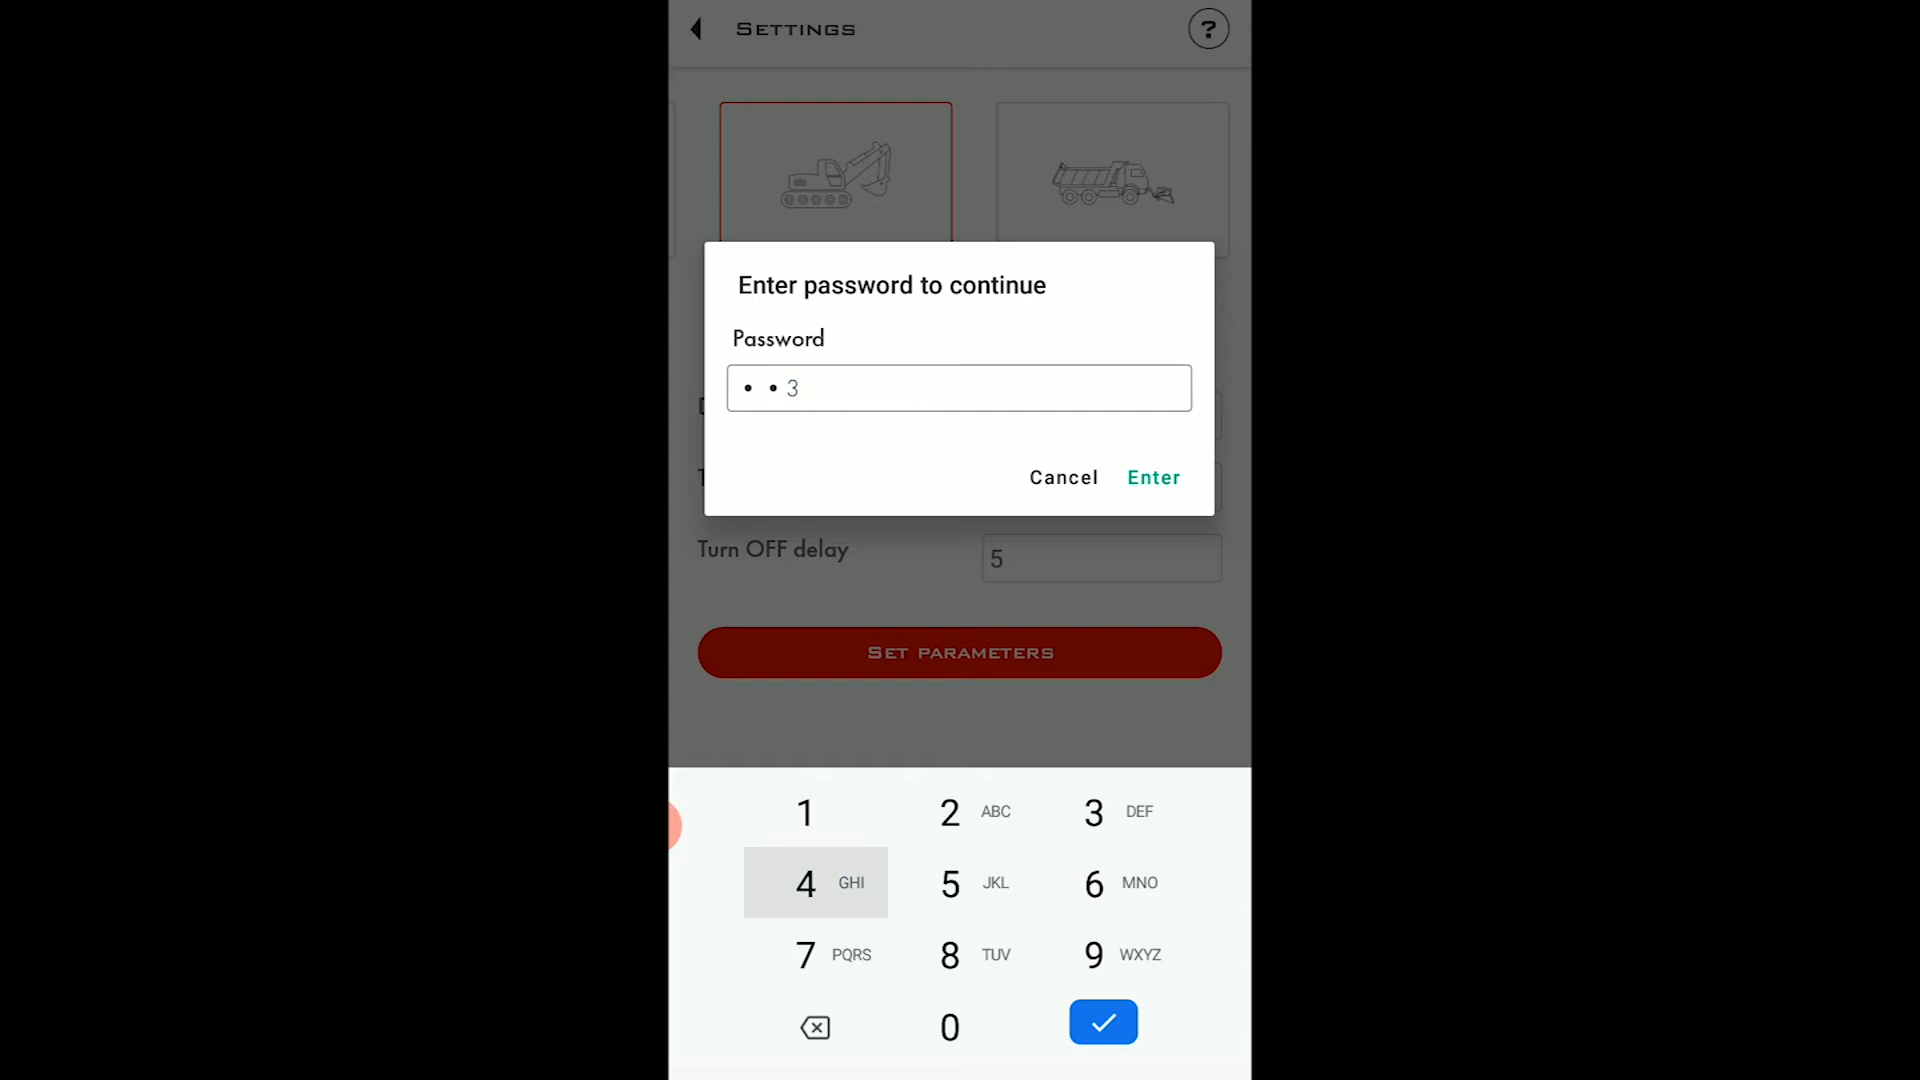 SETTINGS
?
Enter password to continue
Password
• • 3
Cancel Enter
Turn OFF delay 5
SET PARAMETERS
1 2 ABC 3 DEF
4 GHI 5 JKL 6 MNO
7 PQRS 8 TUV 9 WXYZ
0